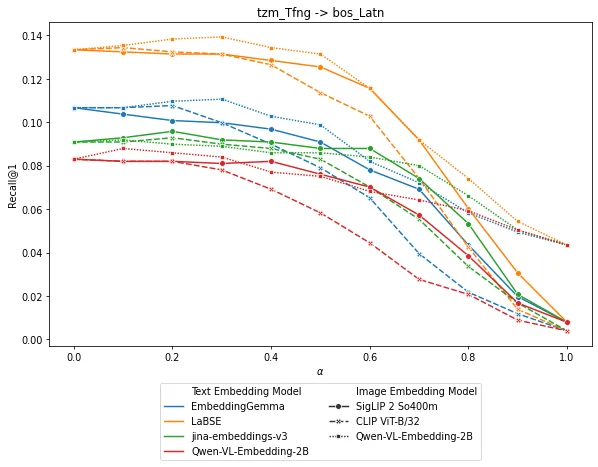 tzm_Tfng -> bos_Latn
0.14
0.12
0.10
0.08
0.06
0.04
0.02
0.00
Recall@1
0.0 0.2 0.4 0.6 0.8 1.0
α
Text Embedding Model
EmbeddingGemma
LaBSE
jina-embeddings-v3
Qwen-VL-Embedding-2B
Image Embedding Model
SigLIP 2 So400m
CLIP ViT-B/32
Qwen-VL-Embedding-2B